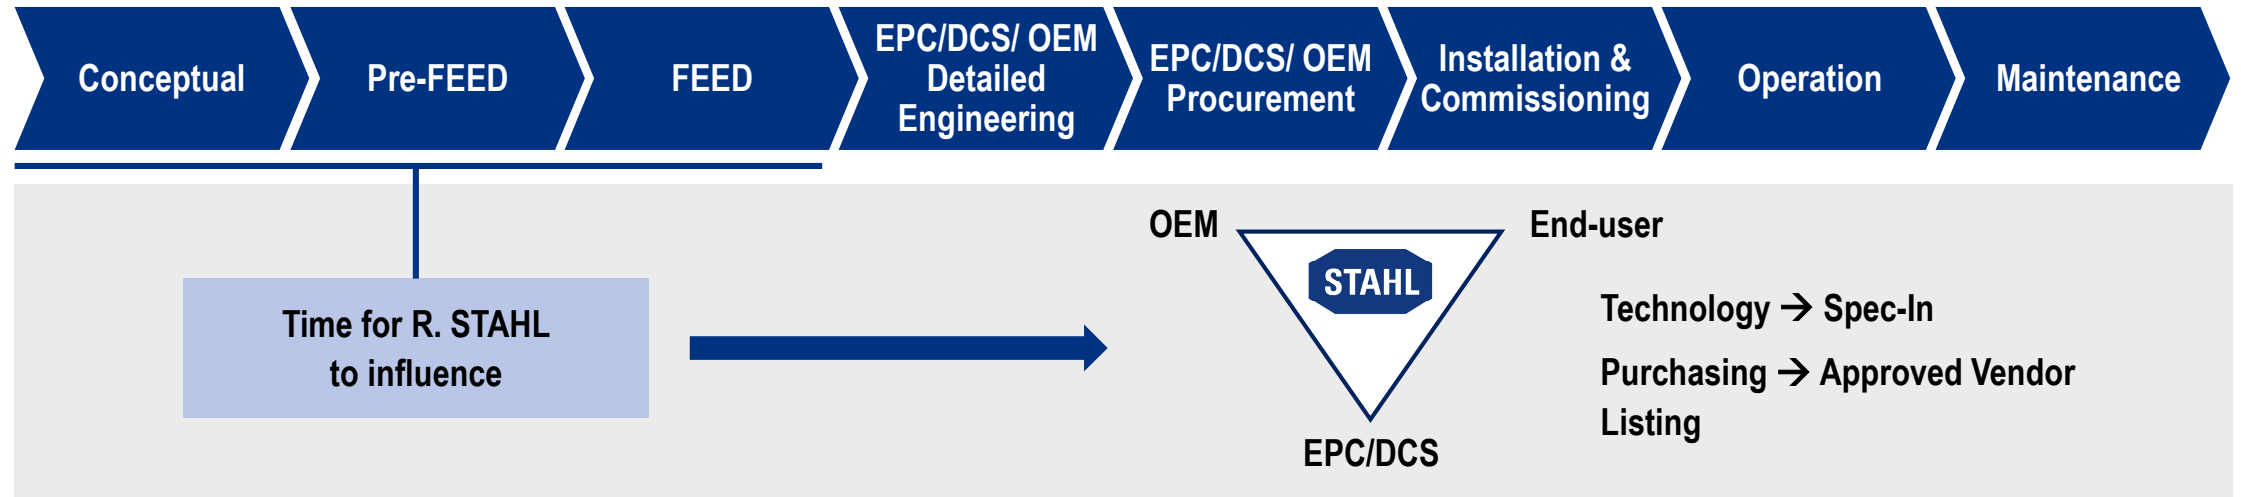 Conceptual
Pre-FEED
FEED
EPC/DCS/ OEM
Detailed
Engineering
EPC/DCS/ OEM
Procurement
Installation &
Commissioning
Operation
Maintenance
Time for R. STAHL
to influence
OEM
End-user
STAHL
EPC/DCS
Technology → Spec-In
Purchasing → Approved Vendor
Listing